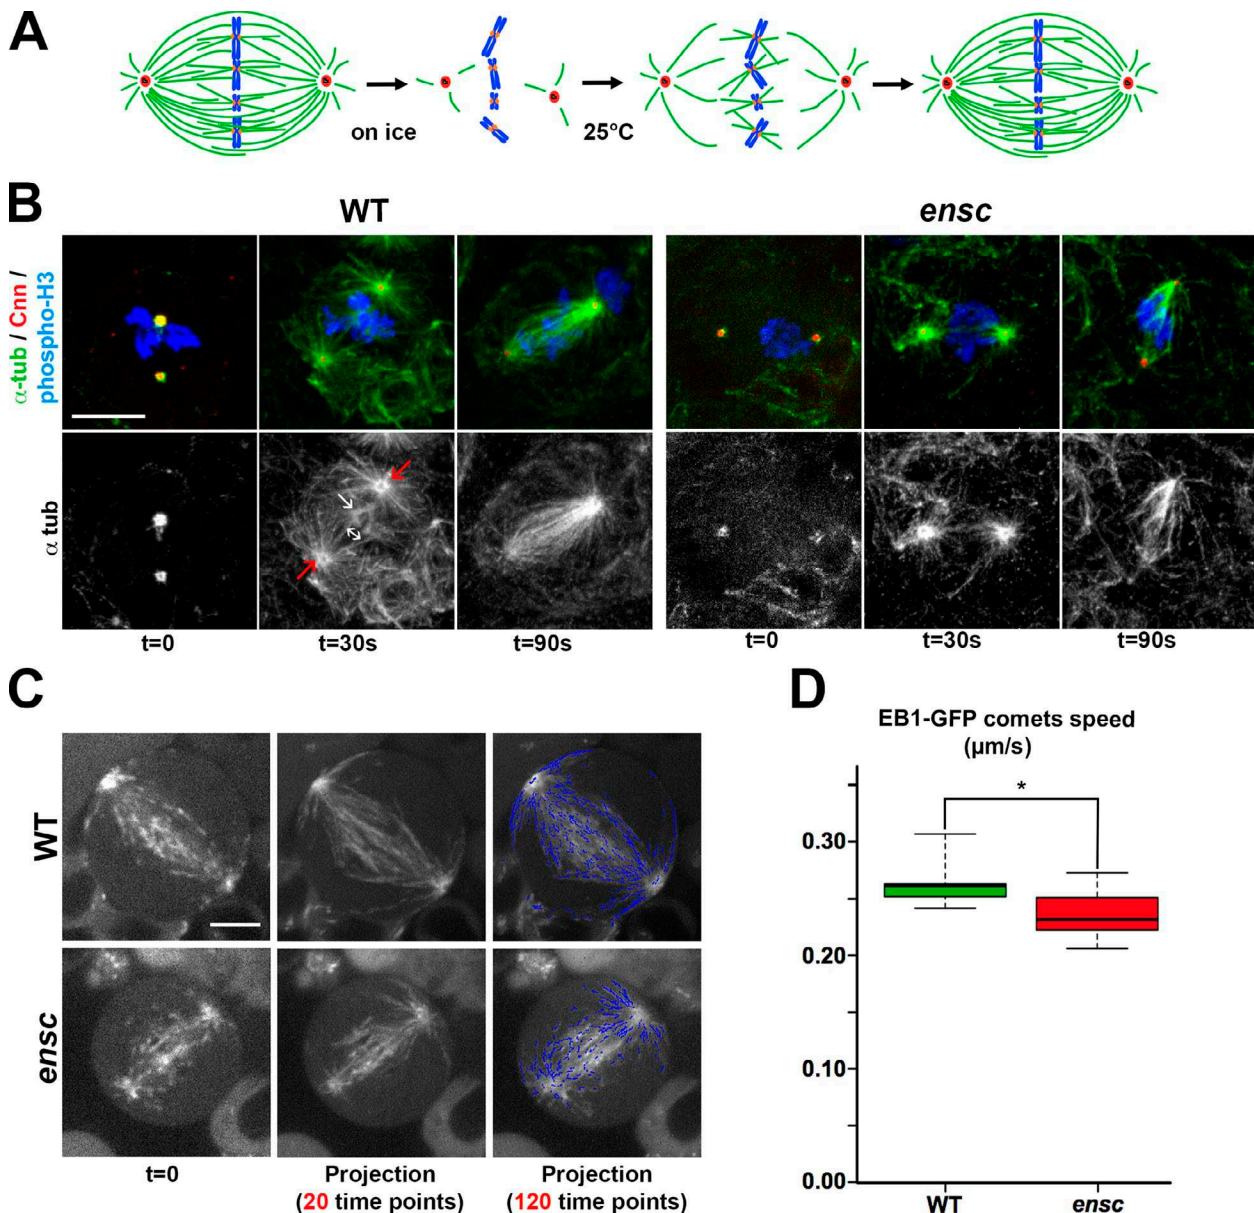 A
on ice
25°C
B
WT
ensc
α-tub / Cnn /
phospho-H3
α tub
t=0
t=30s
t=90s
t=0
t=30s
t=90s
C
WT
ensc
t=0
Projection
(20 time points)
Projection
(120 time points)
D
EB1-GFP comets speed
(µm/s)
*
0.30
0.20
0.10
0.00
WT
ensc